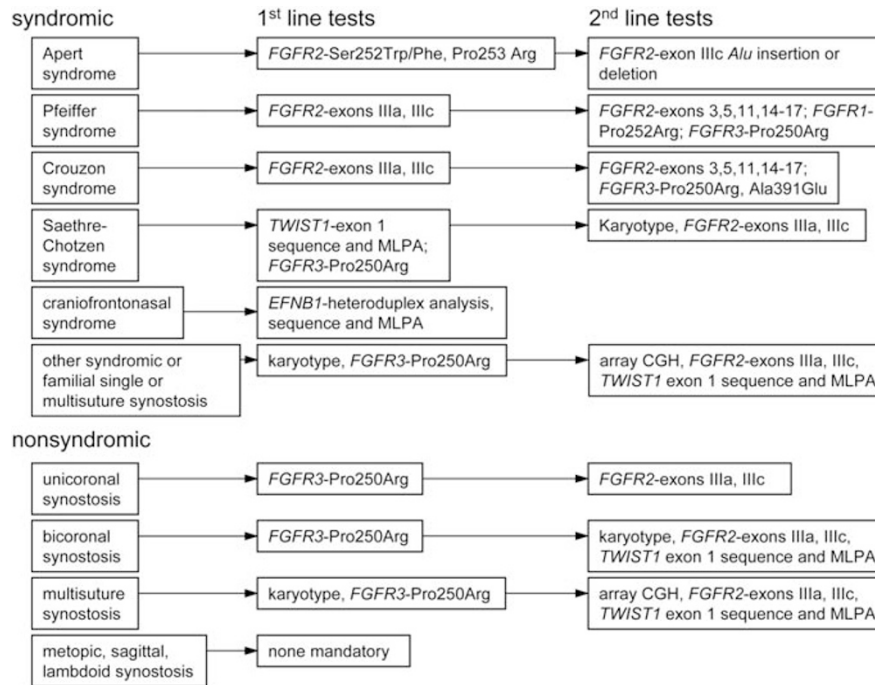 syndromic 1st line tests 2nd line tests
Apert
syndrome
FGFR2-Ser252Trp/Phe, Pro253 Arg
FGFR2-exon IIIc Alu insertion or
deletion
Pfeiffer
syndrome
FGFR2-exons IIIa, IIIc
FGFR2-exons 3,5,11,14-17; FGFR1-
Pro252Arg; FGFR3-Pro250Arg
Crouzon
syndrome
FGFR2-exons IIIa, IIIc
FGFR2-exons 3,5,11,14-17;
FGFR3-Pro250Arg, Ala391Glu
Saethre-
Chotzen
syndrome
TWIST1-exon 1
sequence and MLPA;
FGFR3-Pro250Arg
Karyotype, FGFR2-exons IIIa, IIIc
craniofrontonasal
syndrome
EFNB1-heteroduplex analysis,
sequence and MLPA
other syndromic or
familial single or
multisuture synostosis
karyotype, FGFR3-Pro250Arg
array CGH, FGFR2-exons IIIa, IIIc,
TWIST1 exon 1 sequence and MLPA
nonsyndromic
unicoronal
synostosis
FGFR3-Pro250Arg
FGFR2-exons IIIa, IIIc
bicoronal
synostosis
FGFR3-Pro250Arg
karyotype, FGFR2-exons IIIa, IIIc,
TWIST1 exon 1 sequence and MLPA
multisuture
synostosis
karyotype, FGFR3-Pro250Arg
array CGH, FGFR2-exons IIIa, IIIc,
TWIST1 exon 1 sequence and MLPA
metopic, sagittal,
lambdoid synostosis
none mandatory